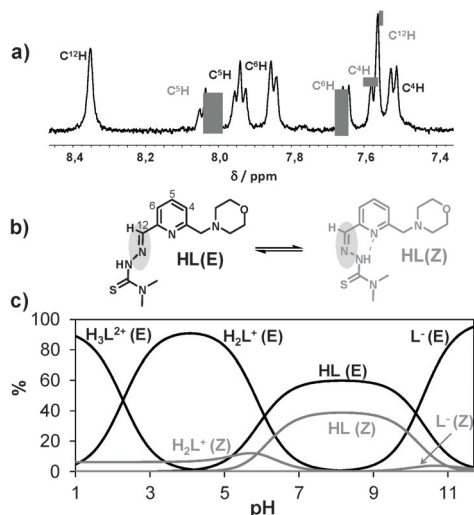 a)
C¹²H
C⁵H
C⁵H
C⁶H
C⁶H
C⁴H
C¹²H
C⁴H
8,4 8,2 8,0 7,8 7,6 7,4
δ / ppm
b)
5
6 4
12
H
N
NH
S N
N
N
O
HL(E)
H
N
NH
S N
N
N
O
HL(Z)
c)
100
80
60
40
20
0
%
H₃L²⁺ (E)
H₂L⁺ (E)
L⁻ (E)
HL (E)
HL (Z)
H₂L⁺ (Z)
L⁻ (Z)
1 3 5 7 9 11
pH